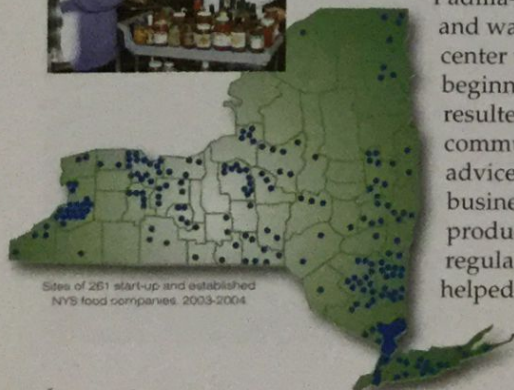 Sites of 261 start-up and established
NYS food companies, 2003-2004.
and wa
center
beginn
resulte
commu
advice
busine
produ
regula
helped